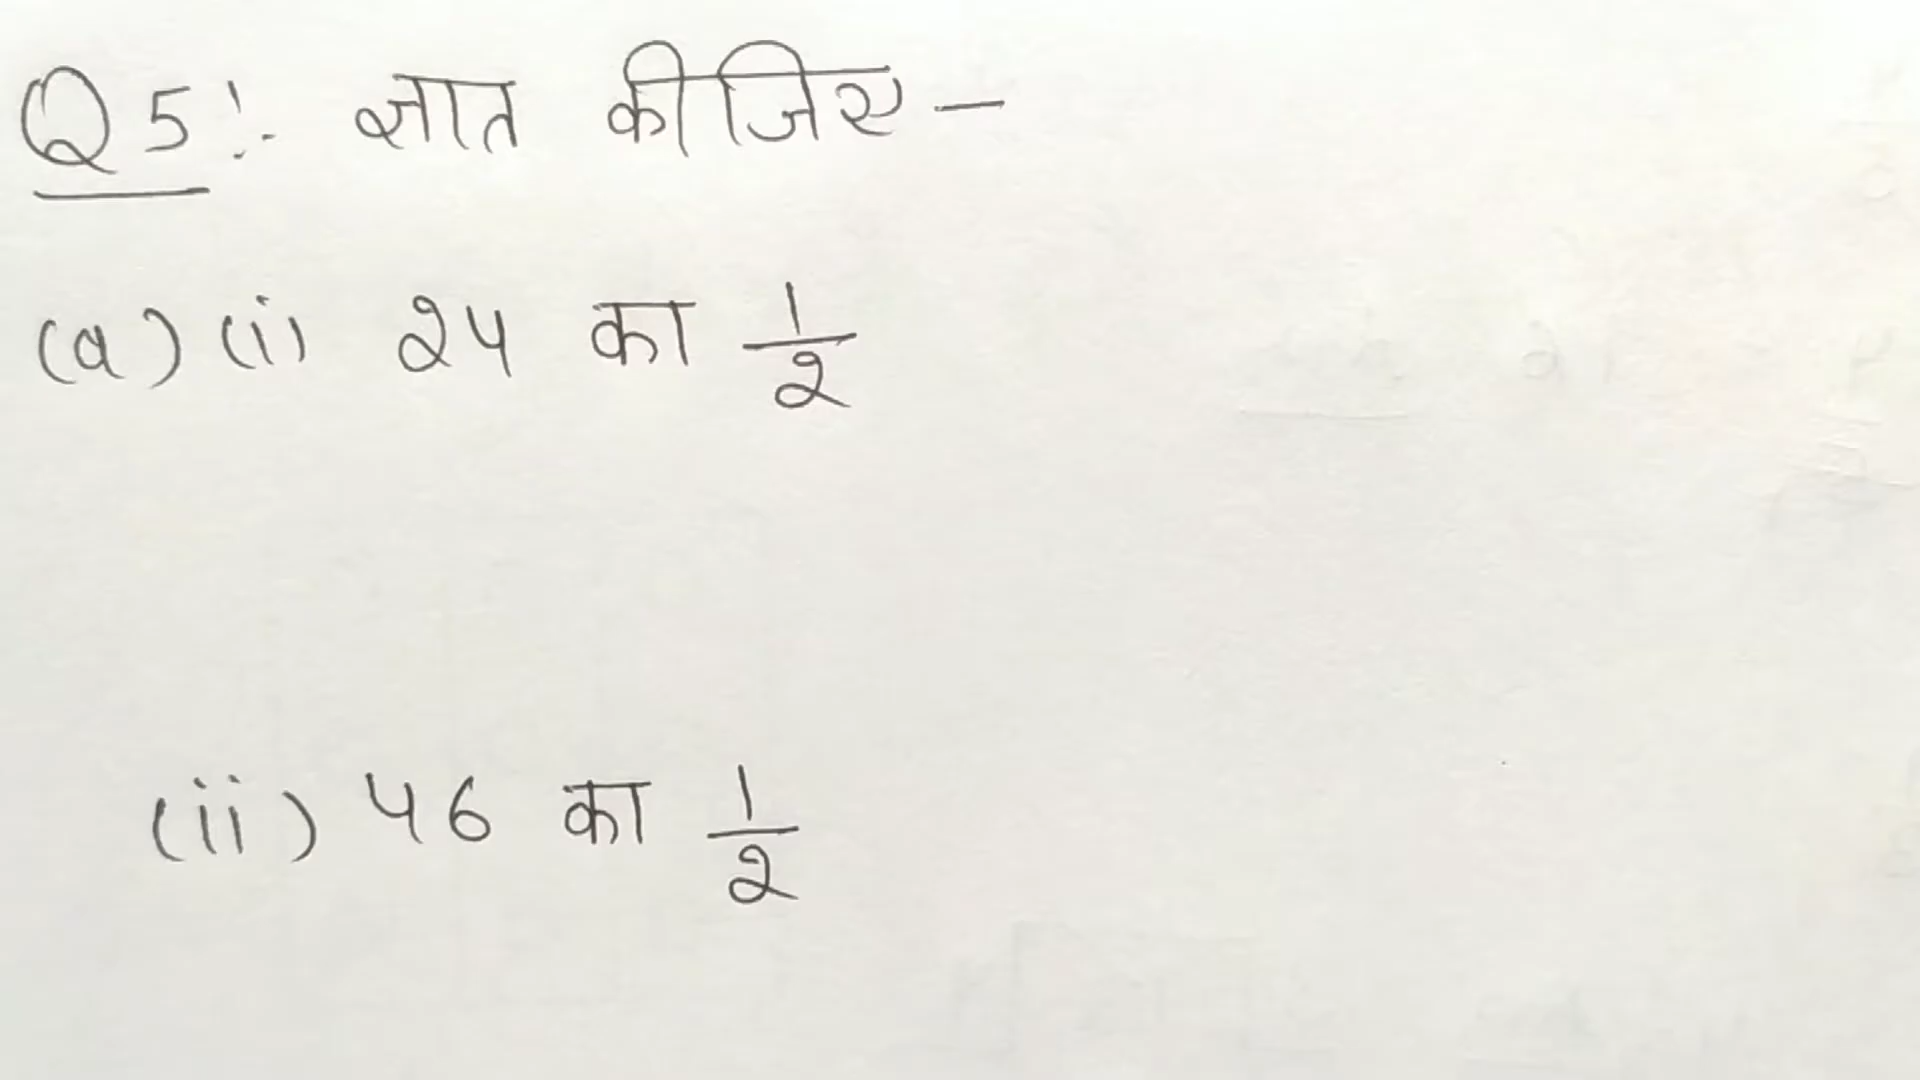 Q5:- ज्ञात कीजिए —
(a) (i) 24 का 1/2
(ii) 46 का 1/2